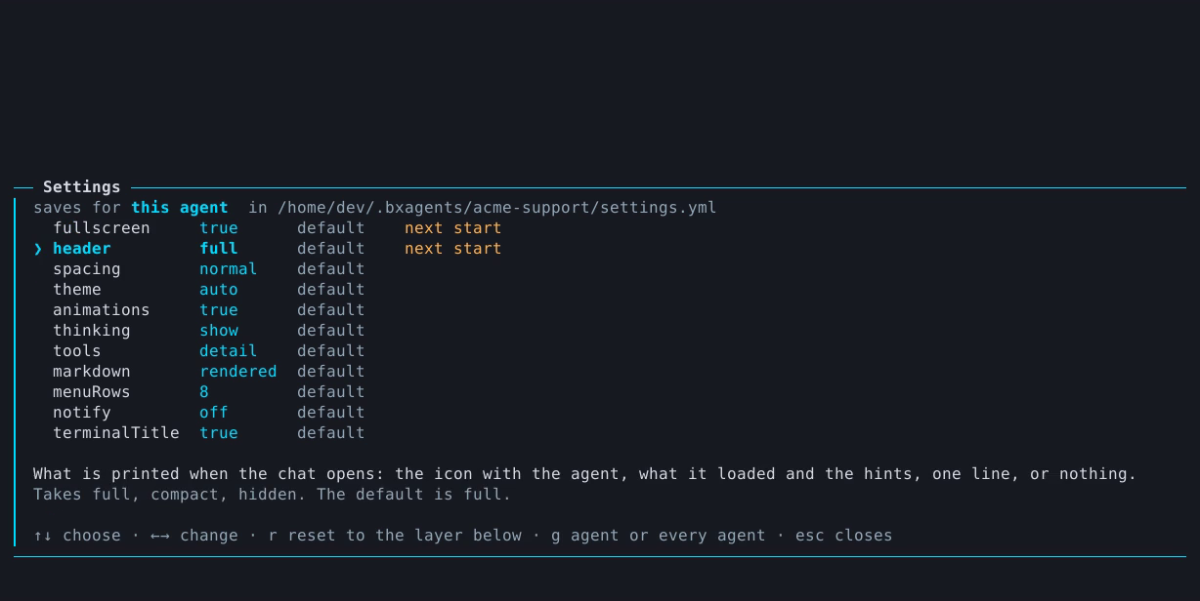 Settings
saves for this agent  in /home/dev/.bxagents/acme-support/settings.yml
fullscreen     true      default    next start
❯ header         full      default    next start
spacing        normal    default
theme          auto      default
animations     true      default
thinking       show      default
tools          detail    default
markdown       rendered  default
menuRows       8         default
notify         off       default
terminalTitle  true      default
What is printed when the chat opens: the icon with the agent, what it loaded and the hints, one line, or nothing.
Takes full, compact, hidden. The default is full.
↑↓ choose · ←→ change · r reset to the layer below · g agent or every agent · esc closes